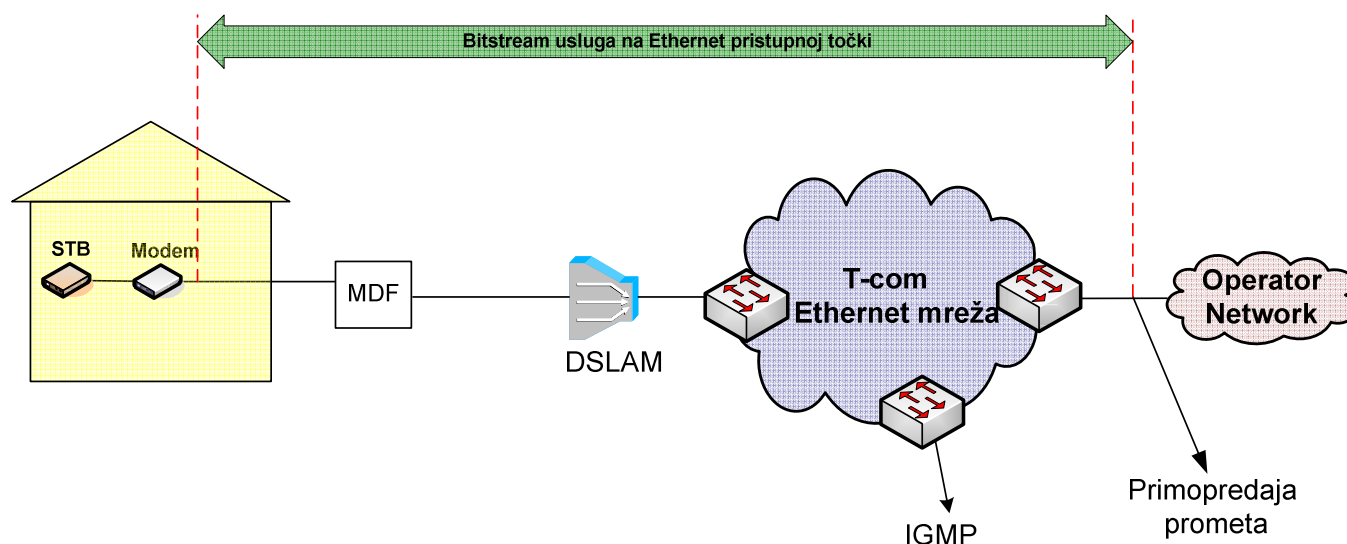 Bitstream usluga na Ethernet pristupnoj točki
STB
Modem
MDF
DSLAM
T-com
Ethernet mreža
Operator
Network
IGMP
Primopredaja
prometa